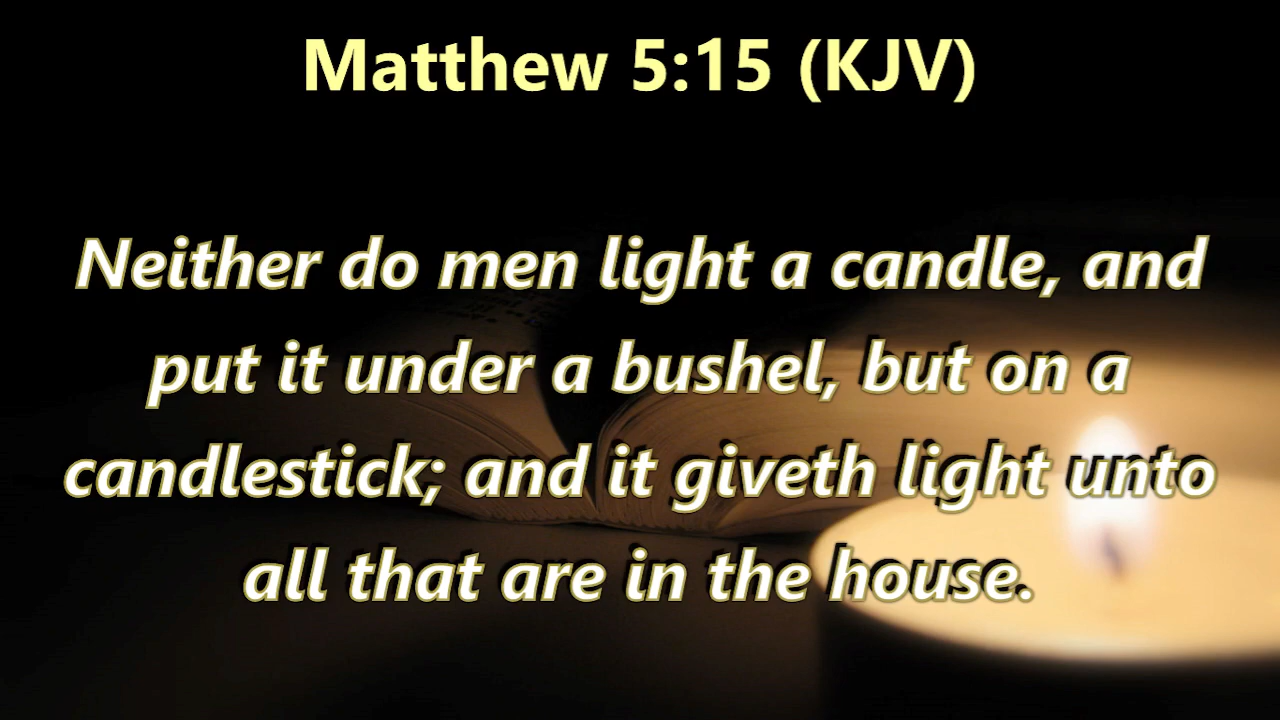 Matthew 5:15 (KJV)
Neither do men light a candle, and
put it under a bushel, but on a
candlestick; and it giveth light unto
all that are in the house.